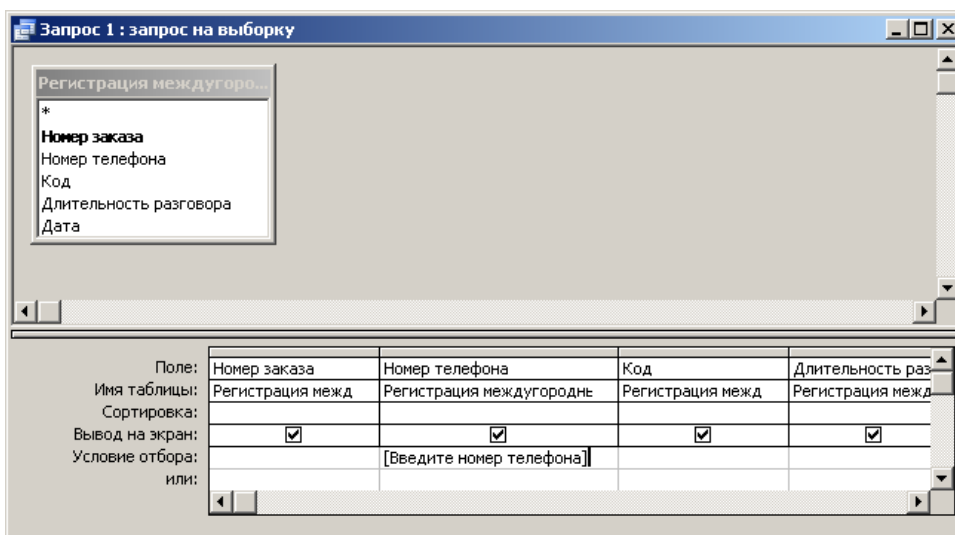 Запрос 1 : запрос на выборку
Регистрация междугоро...
*
Номер заказа
Номер телефона
Код
Длительность разговора
Дата
Поле: Номер заказа Номер телефона Код Длительность раз
Имя таблицы: Регистрация межд Регистрация междугородны Регистрация межд Регистрация межд
Сортировка:
Вывод на экран:
Условие отбора: [Введите номер телефона]
или: